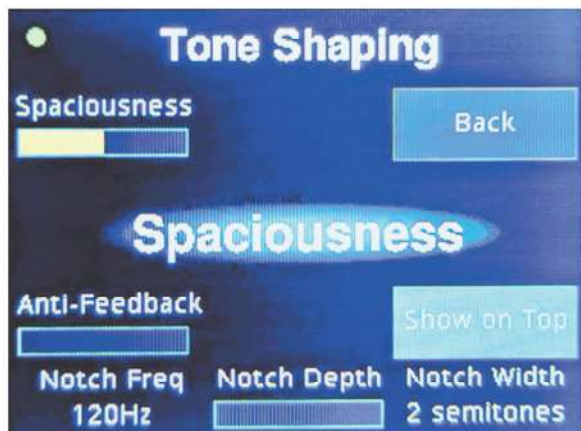 Tone Shaping
Spaciousness
Back
Spaciousness
Anti-Feedback
Show on Top
Notch Freq Notch Depth Notch Width
120Hz 2 semitones